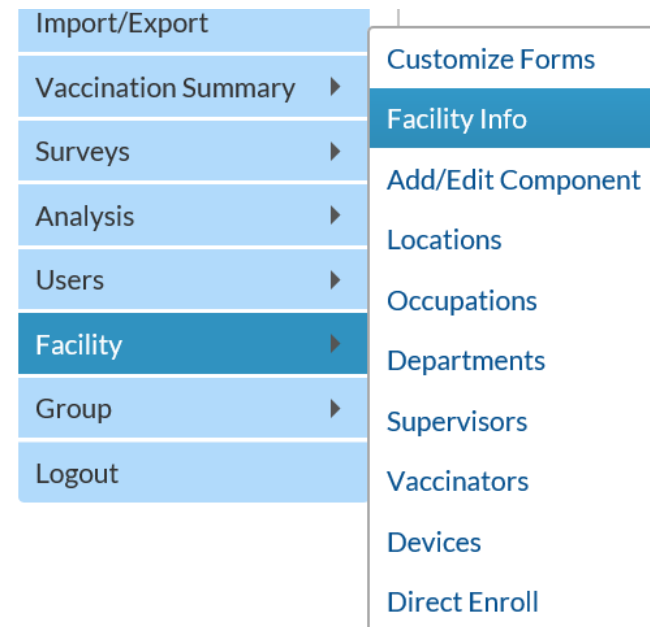 Import/Export
Vaccination Summary
Surveys
Analysis
Users
Facility
Group
Logout
Customize Forms
Facility Info
Add/Edit Component
Locations
Occupations
Departments
Supervisors
Vaccinators
Devices
Direct Enroll